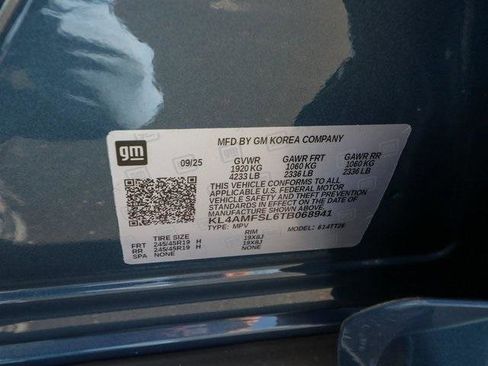 gm
MFD BY GM KOREA COMPANY
09/25 GVWR GAWR FRT GAWR RR
1920 KG 1060 KG 1060 KG
4233 LB 2336 LB 2336 LB
THIS VEHICLE CONFORMS TO ALL
APPLICABLE U.S. FEDERAL MOTOR
VEHICLE SAFETY AND THEFT PREVENTION
STANDARDS IN EFFECT ON THE DATE OF
MANUFACTURE SHOWN ABOVE.
KL4AMFSL6TB068941
TYPE: MPV MODEL:
TIRE SIZE RIM
FRT 245/45R19 H 19X8J
RR 245/45R19 H 19X8J
SPA NONE NONE